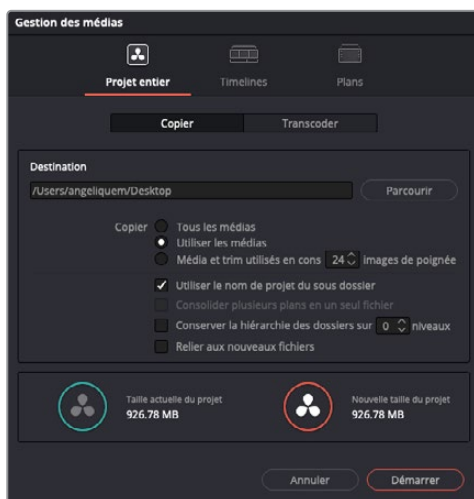 Gestion des médias
Projet entier Timelines Plans
Copier Transcoder
Destination
/Users/angeliquem/Desktop Parcourir
Copier Tous les médias
Utiliser les médias
Média et trim utilisés en cons 24 images de poignée
Utiliser le nom de projet du sous dossier
Consolider plusieurs plans en un seul fichier
Conserver la hiérarchie des dossiers sur 0 niveaux
Relier aux nouveaux fichiers
Taille actuelle du projet
926.78 MB
Nouvelle taille du projet
926.78 MB
Annuler Démarrer